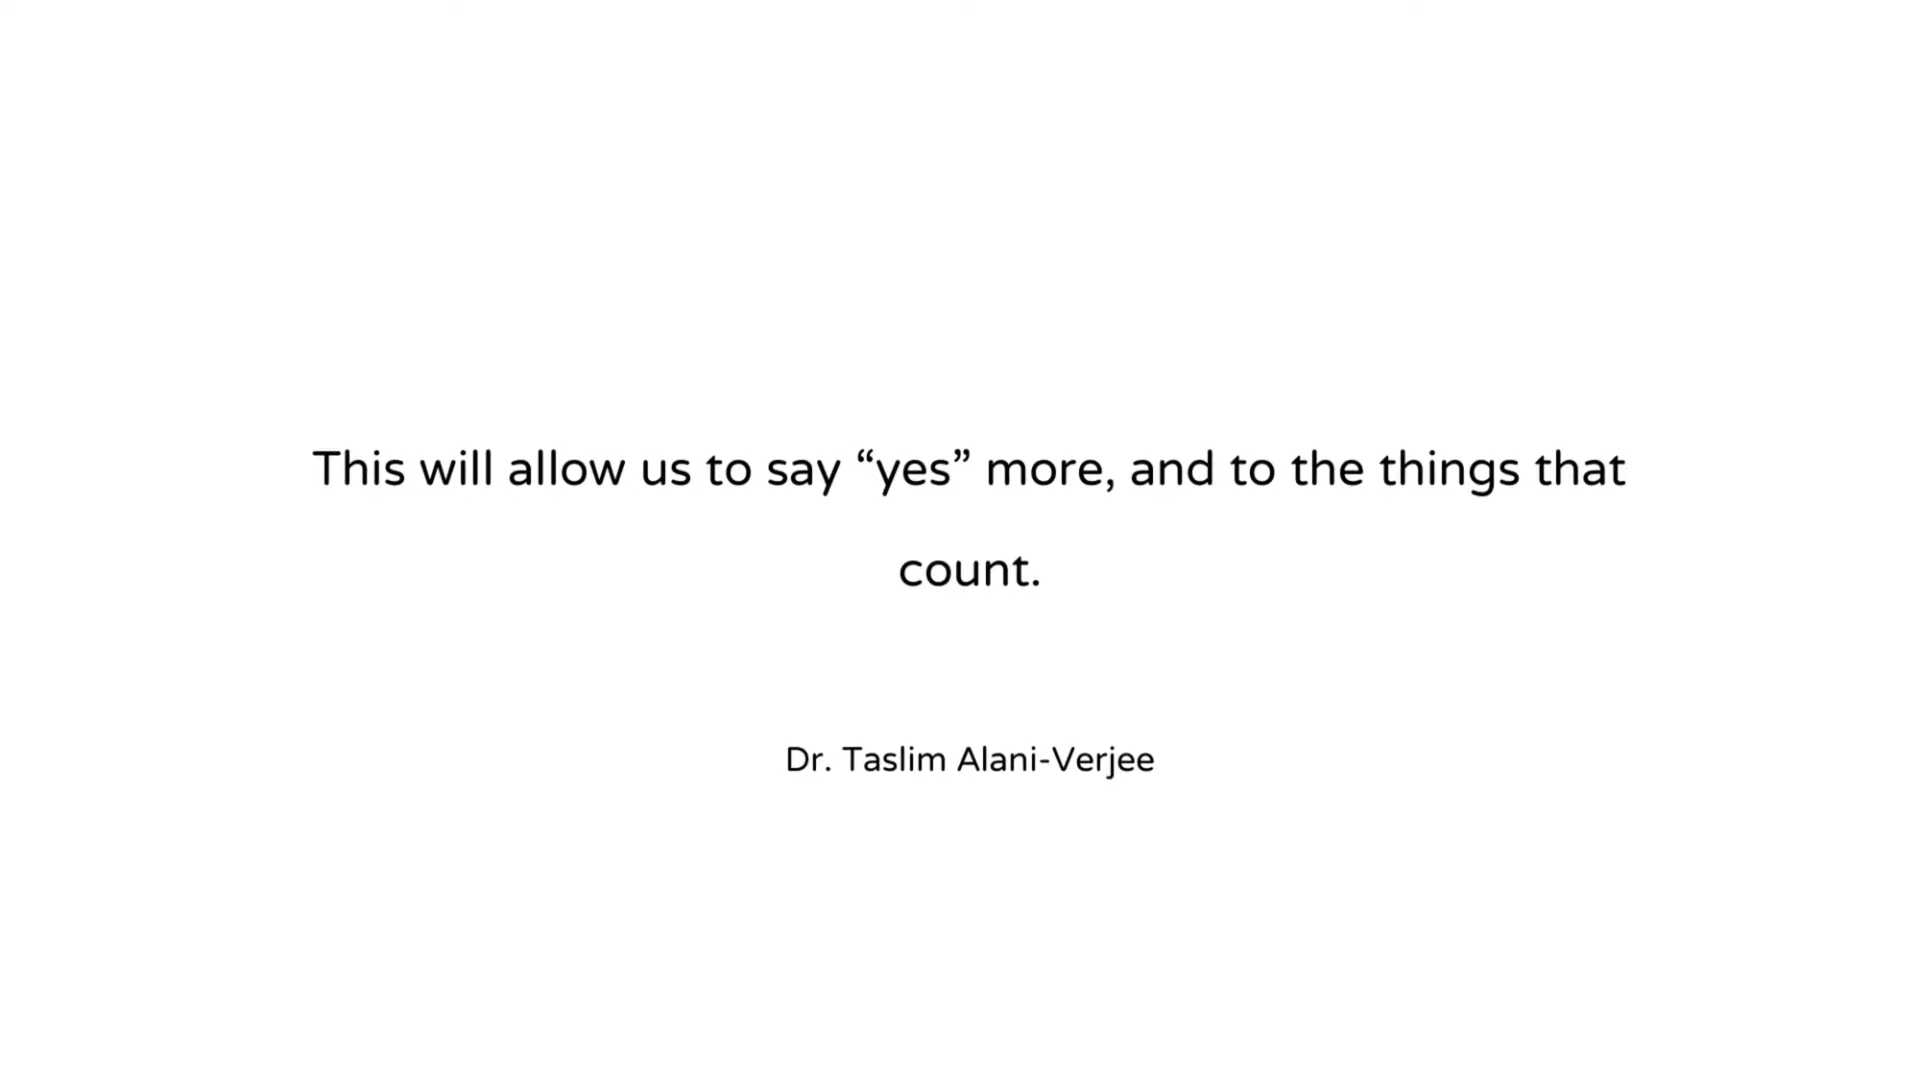 This will allow us to say “yes” more, and to the things that
count.
Dr. Taslim Alani-Verjee